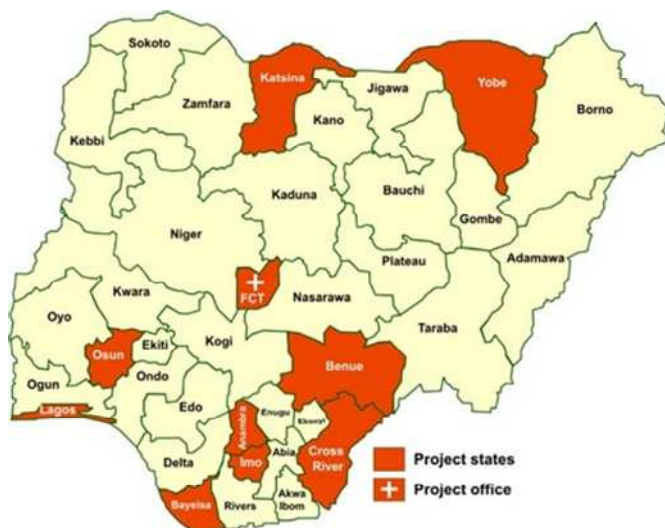 Sokoto
Katsina
Yobe
Jigawa
Zamfara
Borno
Kano
Kebbi
Kaduna
Bauchi
Gombe
Niger
Plateau
Adamawa
FCT
Kwara
Nasarawa
Oyo
Taraba
Kogi
Osun
Ekiti
Benue
Ogun
Ondo
Lagos
Edo
Enugu
Ebonyi
Anambra
Abia
Cross
River
Imo
Delta
Project states
Akwa
Ibom
Bayelsa
Rivers
Project office